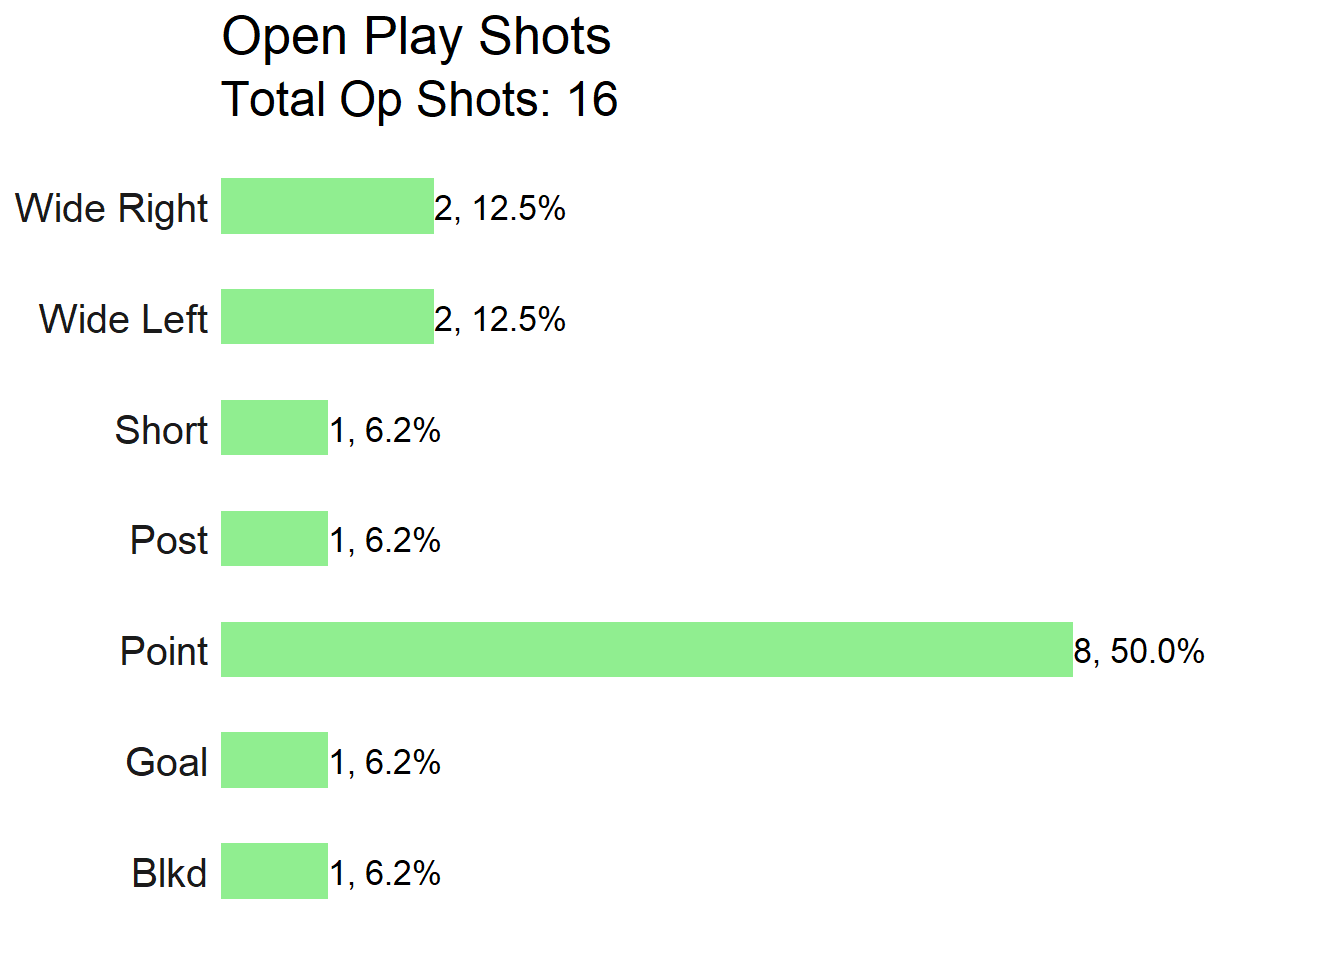 Open Play Shots
Total Op Shots: 16
Wide Right 2, 12.5%
Wide Left 2, 12.5%
Short 1, 6.2%
Post 1, 6.2%
Point 8, 50.0%
Goal 1, 6.2%
Blkd 1, 6.2%